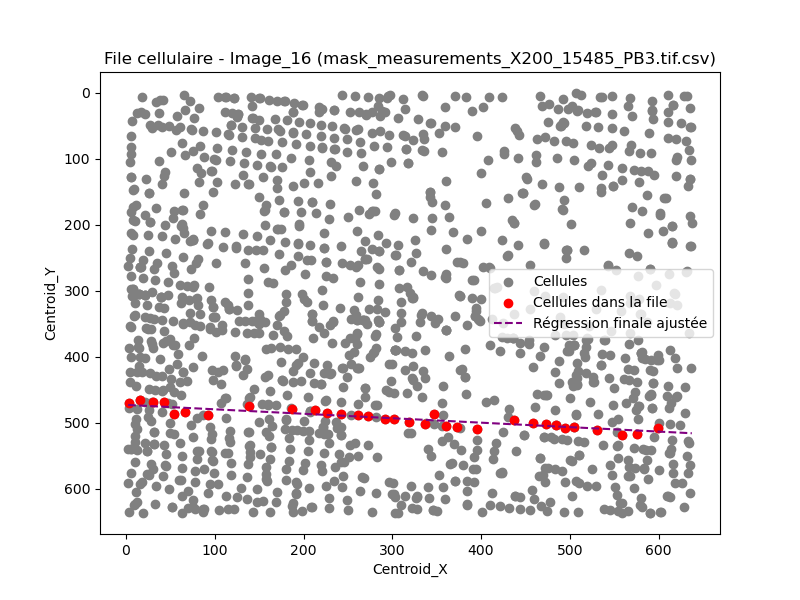 File cellulaire - Image_16 (mask_measurements_X200_15485_PB3.tif.csv)
0
100
200
300
400
500
600
Centroid_Y
Cellules
Cellules dans la file
Régression finale ajustée
0 100 200 300 400 500 600
Centroid_X